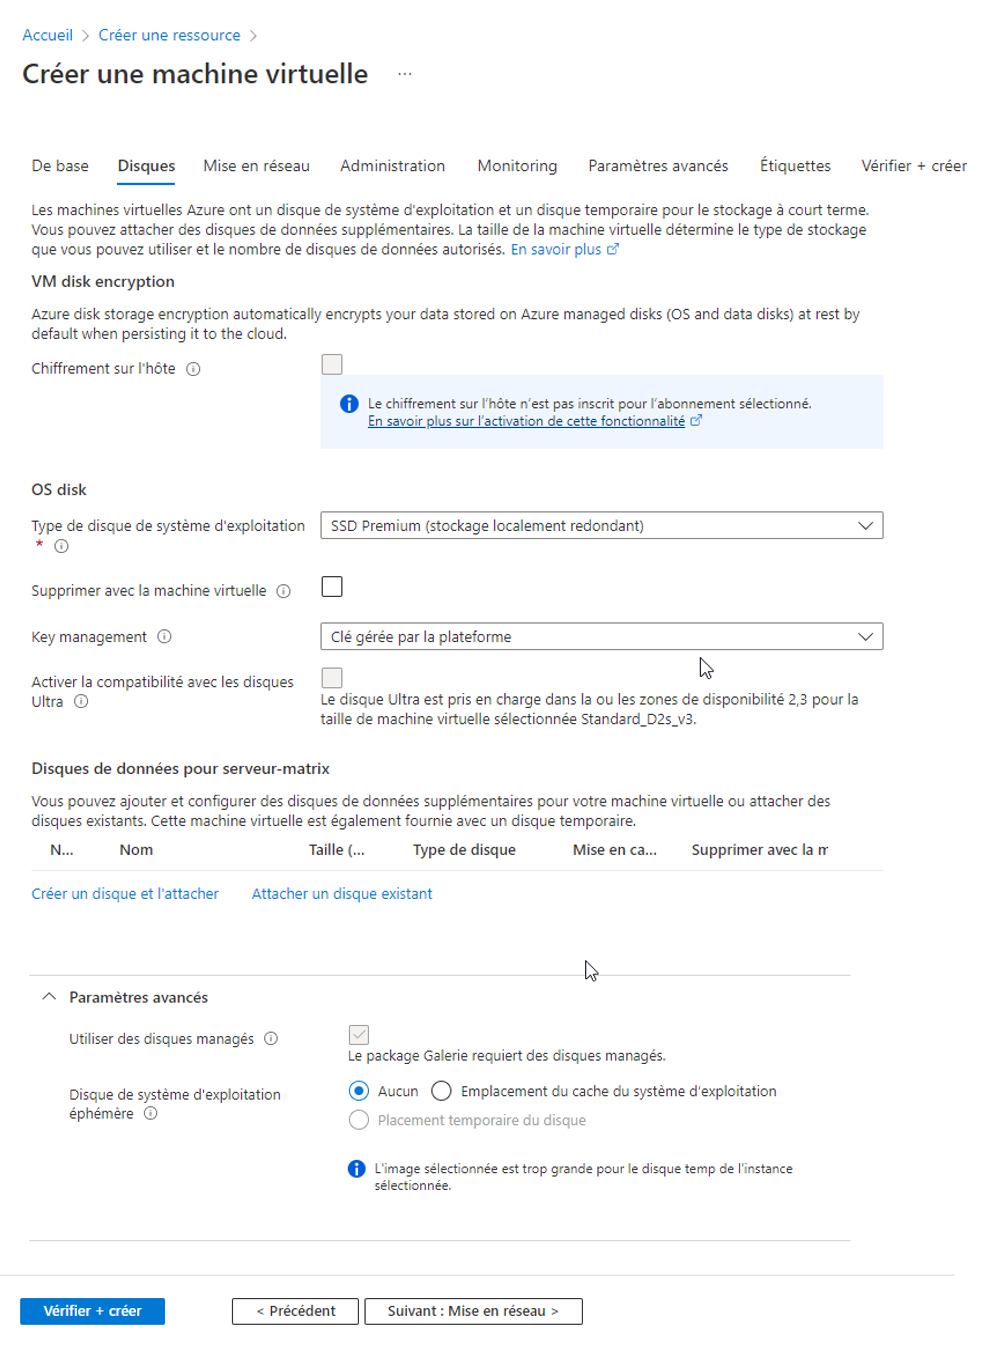 Accueil > Créer une ressource >
Créer une machine virtuelle ...
De base Disques Mise en réseau Administration Monitoring Paramètres avancés Étiquettes Vérifier + créer
Les machines virtuelles Azure ont un disque de système d'exploitation et un disque temporaire pour le stockage à court terme.
Vous pouvez attacher des disques de données supplémentaires. La taille de la machine virtuelle détermine le type de stockage
que vous pouvez utiliser et le nombre de disques de données autorisés. En savoir plus
VM disk encryption
Azure disk storage encryption automatically encrypts your data stored on Azure managed disks (OS and data disks) at rest by
default when persisting it to the cloud.
Chiffrement sur l'hôte
Le chiffrement sur l'hôte n'est pas inscrit pour l'abonnement sélectionné.
En savoir plus sur l'activation de cette fonctionnalité
OS disk
Type de disque de système d'exploitation
*
SSD Premium (stockage localement redondant)
Supprimer avec la machine virtuelle
Key management
Clé gérée par la plateforme
Activer la compatibilité avec les disques
Ultra
Le disque Ultra est pris en charge dans la ou les zones de disponibilité 2,3 pour la
taille de machine virtuelle sélectionnée Standard_D2s_v3.
Disques de données pour serveur-matrix
Vous pouvez ajouter et configurer des disques de données supplémentaires pour votre machine virtuelle ou attacher des
disques existants. Cette machine virtuelle est également fournie avec un disque temporaire.
N... Nom Taille (... Type de disque Mise en ca... Supprimer avec la m
Créer un disque et l'attacher Attacher un disque existant
Paramètres avancés
Utiliser des disques managés
Le package Galerie requiert des disques managés.
Disque de système d'exploitation
éphémère
Aucun Emplacement du cache du système d'exploitation
Placement temporaire du disque
L'image sélectionnée est trop grande pour le disque temp de l'instance
sélectionnée.
Vérifier + créer < Précédent Suivant : Mise en réseau >